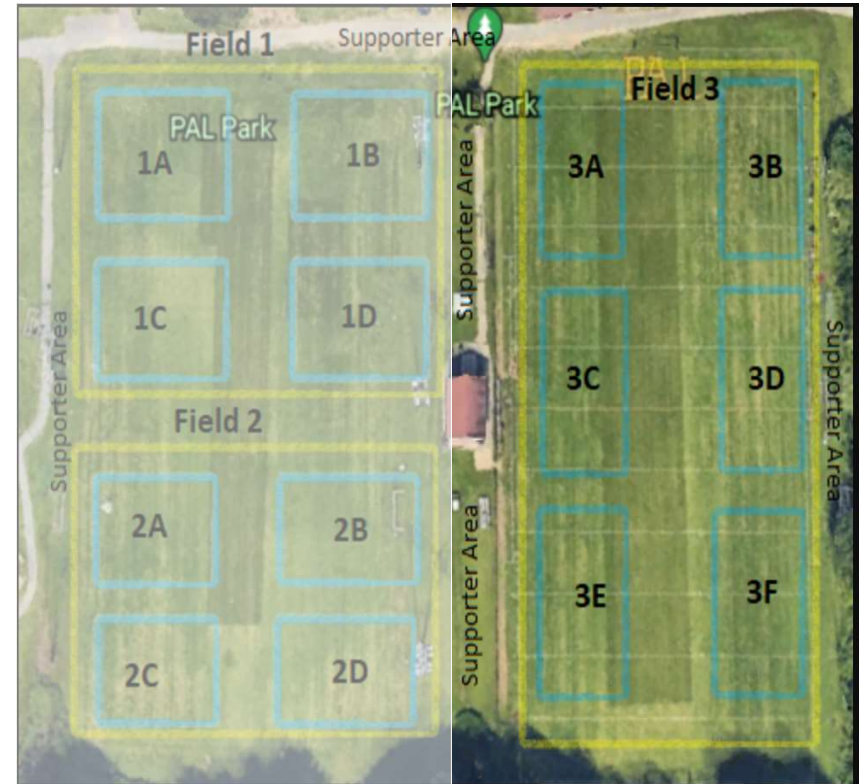 Field 1
Supporter Area
PAL Park
1A
1B
1C
1D
Supporter Area
Field 2
2A
2B
2C
2D
PAL Park
Field 3
Supporter Area
3A
3B
3C
3D
Supporter Area
3E
3F
Supporter Area